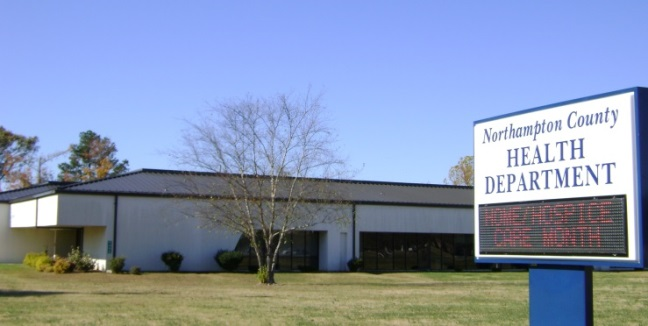 Northampton County
HEALTH
DEPARTMENT
HOME/HOSPICE
CARE MONTH